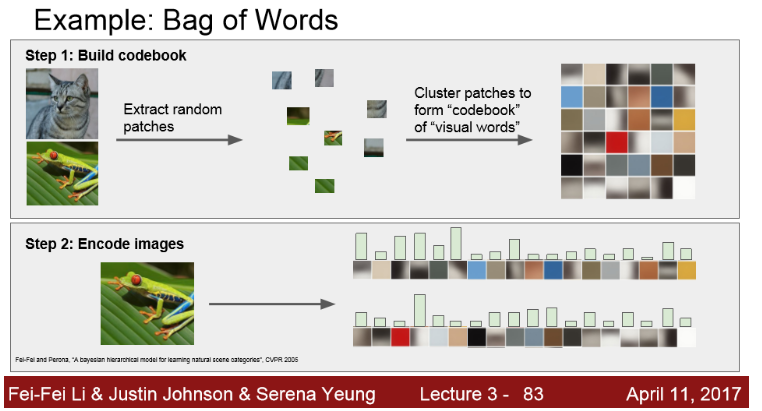 Example: Bag of Words
Step 1: Build codebook
Extract random
patches
Cluster patches to
form “codebook”
of “visual words”
Step 2: Encode images
Fei-Fei and Perona, "A bayesian hierarchical model for learning natural scene categories", CVPR 2005
Fei-Fei Li & Justin Johnson & Serena Yeung
Lecture 3 - 83
April 11, 2017